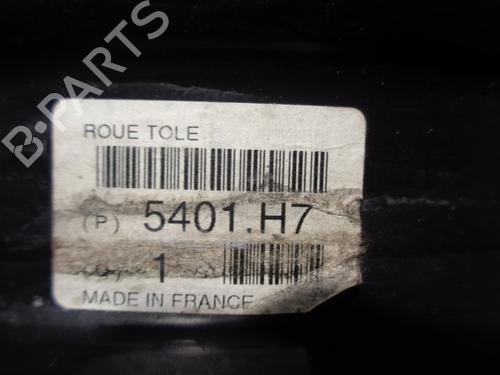 B-PARTS
ROUE TOLE
(P) 5401.H7
1
MADE IN FRANCE